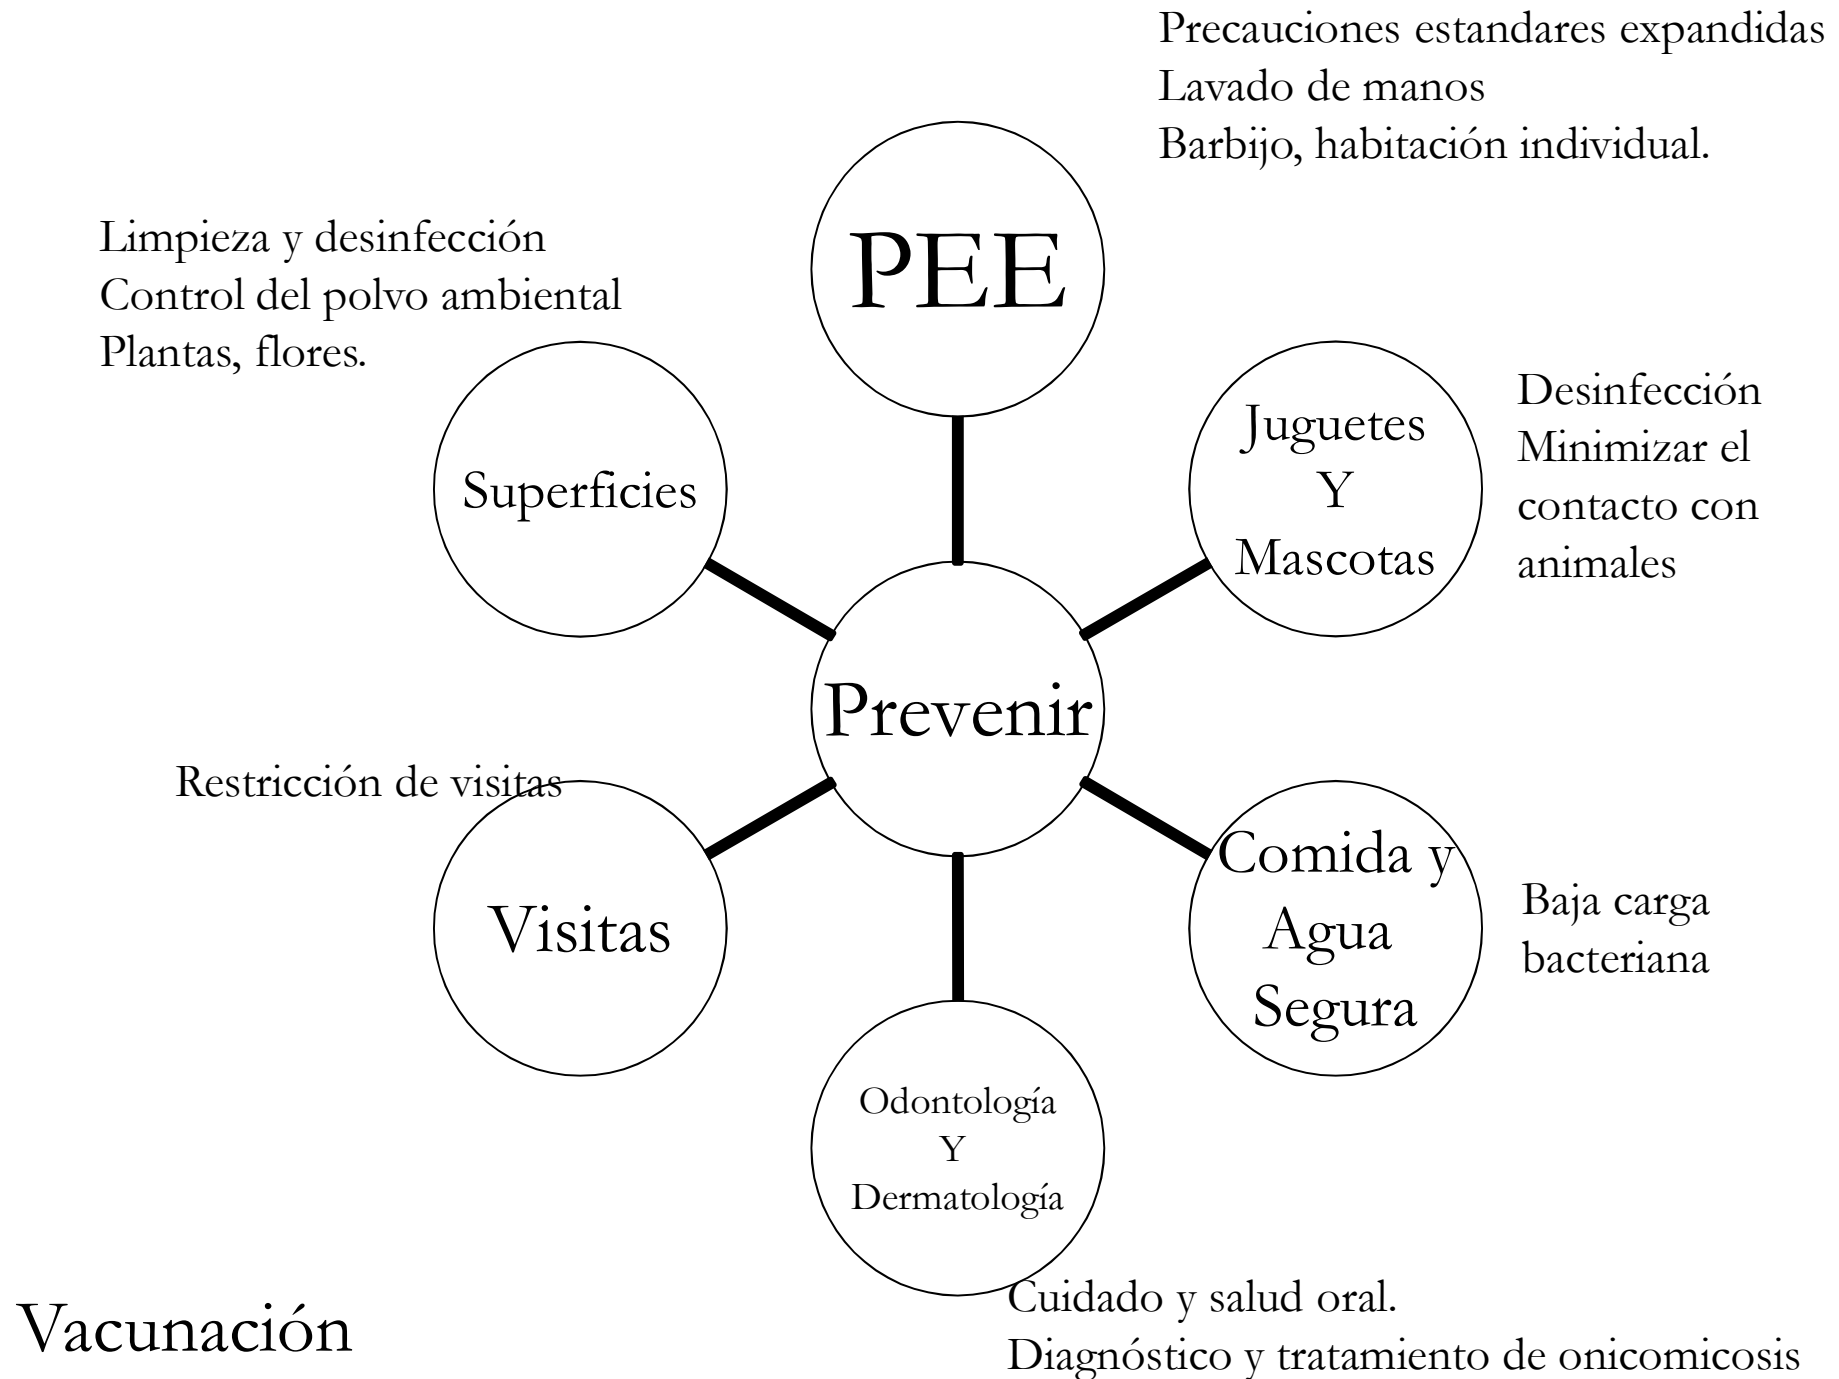 Precauciones estandares expandidas
Lavado de manos
Barbijo, habitación individual.
PEE
Limpieza y desinfección
Control del polvo ambiental
Plantas, flores.
Superficies
Juguetes
Y
Mascotas
Desinfección
Minimizar el
contacto con
animales
Prevenir
Restricción de visitas
Visitas
Comida y
Agua
Segura
Baja carga
bacteriana
Odontología
Y
Dermatología
Cuidado y salud oral.
Diagnóstico y tratamiento de onicomicosis
Vacunación